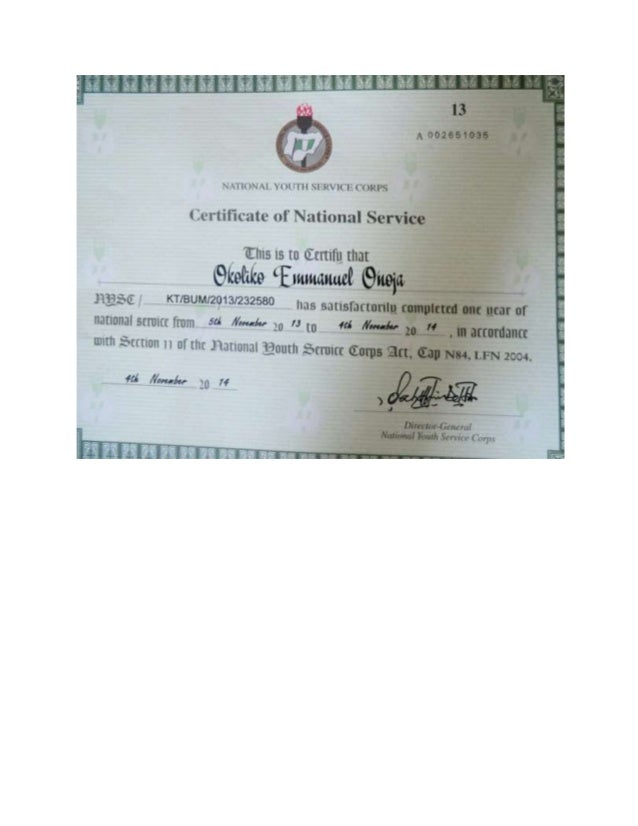 13
A 002651035
NATIONAL YOUTH SERVICE CORPS
Certificate of National Service
This is to Certify that
Okoliko Emmanuel Onoja
NYSC / KT/BUM/2013/232580 has satisfactorily completed one year of
national service from 5th November 20 13 to 4th November 20 14 , in accordance
with Section 11 of the National Youth Service Corps Act, Cap N84, LFN 2004.
4th November 20 14
Director-General
National Youth Service Corps